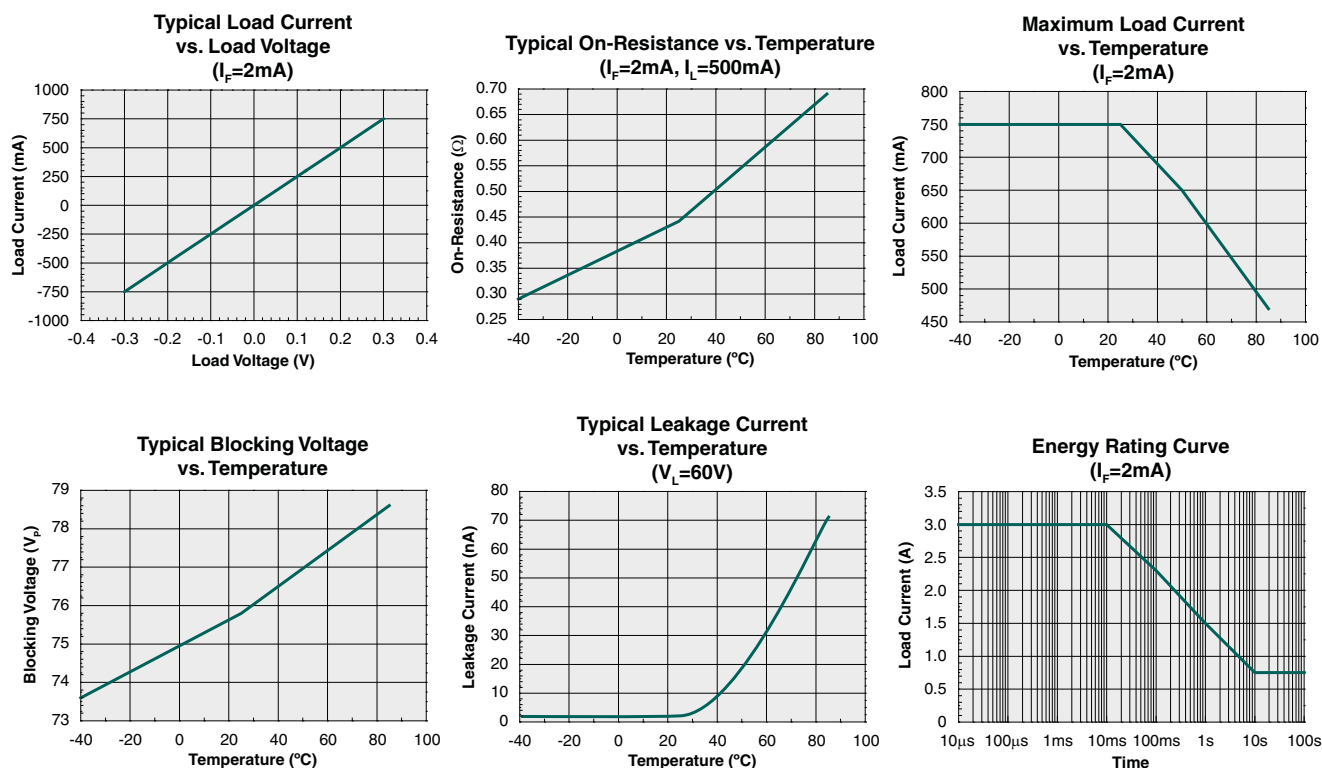 Typical Load Current
vs. Load Voltage
(I_F=2mA)
Load Current (mA)
1000
750
500
250
0
-250
-500
-750
-1000
-0.4 -0.3 -0.2 -0.1 0.0 0.1 0.2 0.3 0.4
Load Voltage (V)
Typical On-Resistance vs. Temperature
(I_F=2mA, I_L=500mA)
On-Resistance (Ω)
0.70
0.65
0.60
0.55
0.50
0.45
0.40
0.35
0.30
0.25
-40 -20 0 20 40 60 80 100
Temperature (ºC)
Maximum Load Current
vs. Temperature
(I_F=2mA)
Load Current (mA)
800
750
700
650
600
550
500
450
-40 -20 0 20 40 60 80 100
Temperature (ºC)
Typical Blocking Voltage
vs. Temperature
Blocking Voltage (V_P)
79
78
77
76
75
74
73
-40 -20 0 20 40 60 80 100
Temperature (ºC)
Typical Leakage Current
vs. Temperature
(V_L=60V)
Leakage Current (nA)
80
70
60
50
40
30
20
10
0
-40 -20 0 20 40 60 80 100
Temperature (ºC)
Energy Rating Curve
(I_F=2mA)
Load Current (A)
3.5
3.0
2.5
2.0
1.5
1.0
0.5
0
10μs 100μs 1ms 10ms 100ms 1s 10s 100s
Time